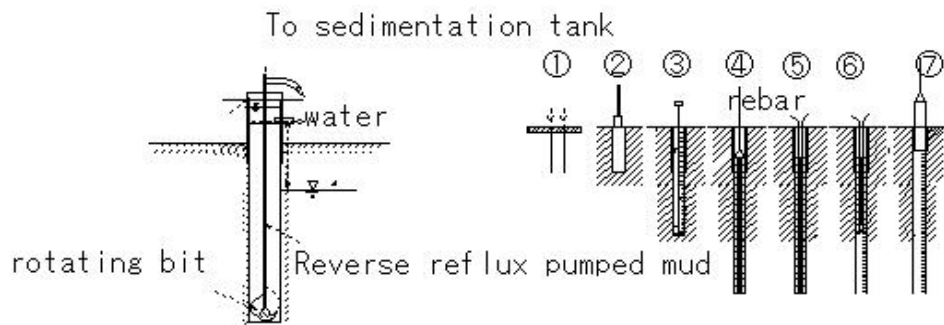 To sedimentation tank
① ② ③ ④ ⑤ ⑥ ⑦
rebar
water
rotating bit
Reverse reflux pumped mud